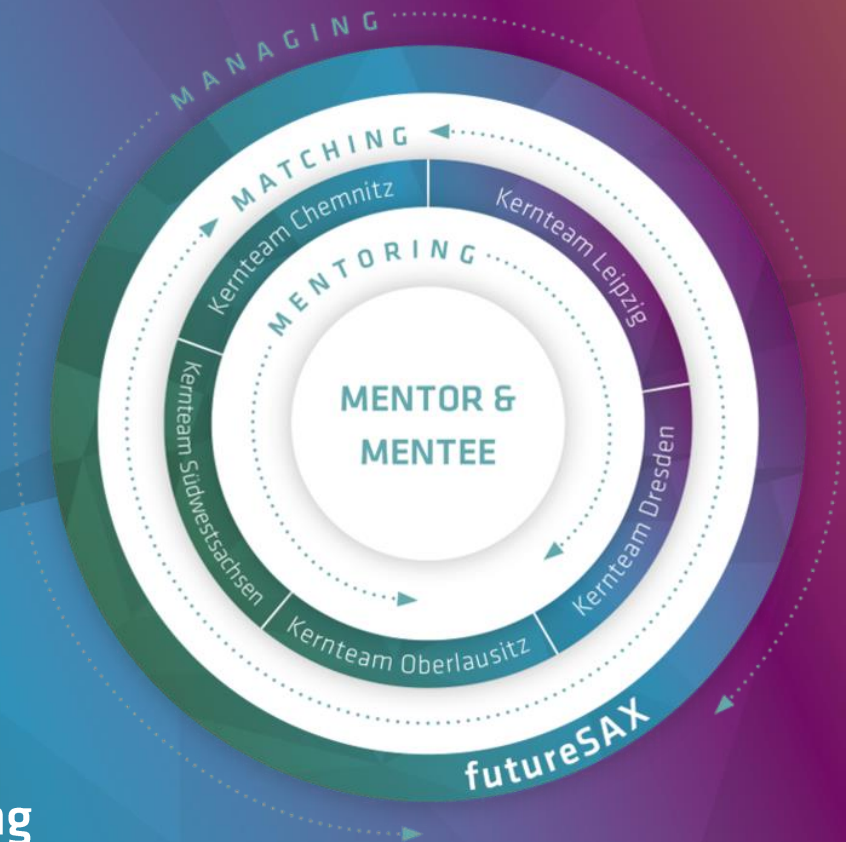 MANAGING
MATCHING
Kernteam Chemnitz
Kernteam Leipzig
MENTORING
MENTOR &
MENTEE
Kernteam Südwestsachsen
Kernteam Dresden
Kernteam Oberlausitz
futureSAX